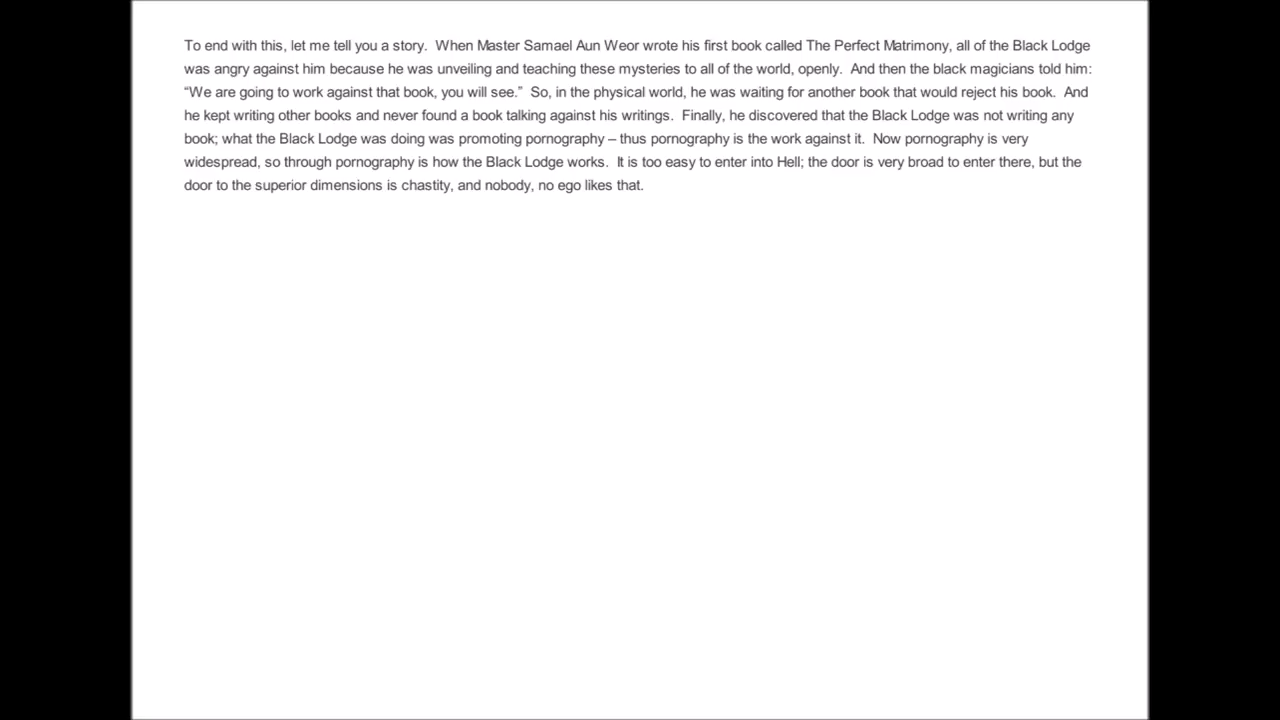 To end with this, let me tell you a story.  When Master Samael Aun Weor wrote his first book called The Perfect Matrimony, all of the Black Lodge
was angry against him because he was unveiling and teaching these mysteries to all of the world, openly.  And then the black magicians told him:
“We are going to work against that book, you will see.”  So, in the physical world, he was waiting for another book that would reject his book.  And
he kept writing other books and never found a book talking against his writings.  Finally, he discovered that the Black Lodge was not writing any
book; what the Black Lodge was doing was promoting pornography – thus pornography is the work against it.  Now pornography is very
widespread, so through pornography is how the Black Lodge works.  It is too easy to enter into Hell; the door is very broad to enter there, but the
door to the superior dimensions is chastity, and nobody, no ego likes that.